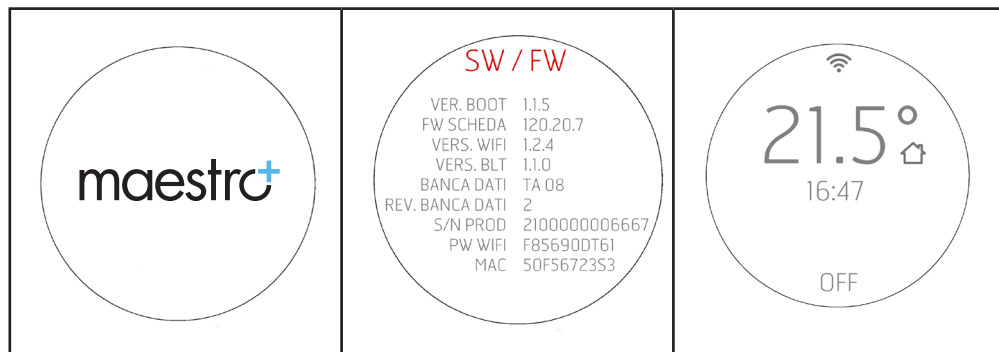 maestro+
SW / FW
VER. BOOT 1.1.5
FW SCHEDA 120.20.7
VERS. WIFI 1.2.4
VERS. BLT 1.1.0
BANCA DATI TA 08
REV. BANCA DATI 2
S/N PROD 2100000006667
PW WIFI F85690DT61
MAC 50F56723S3
21.5°
16:47
OFF